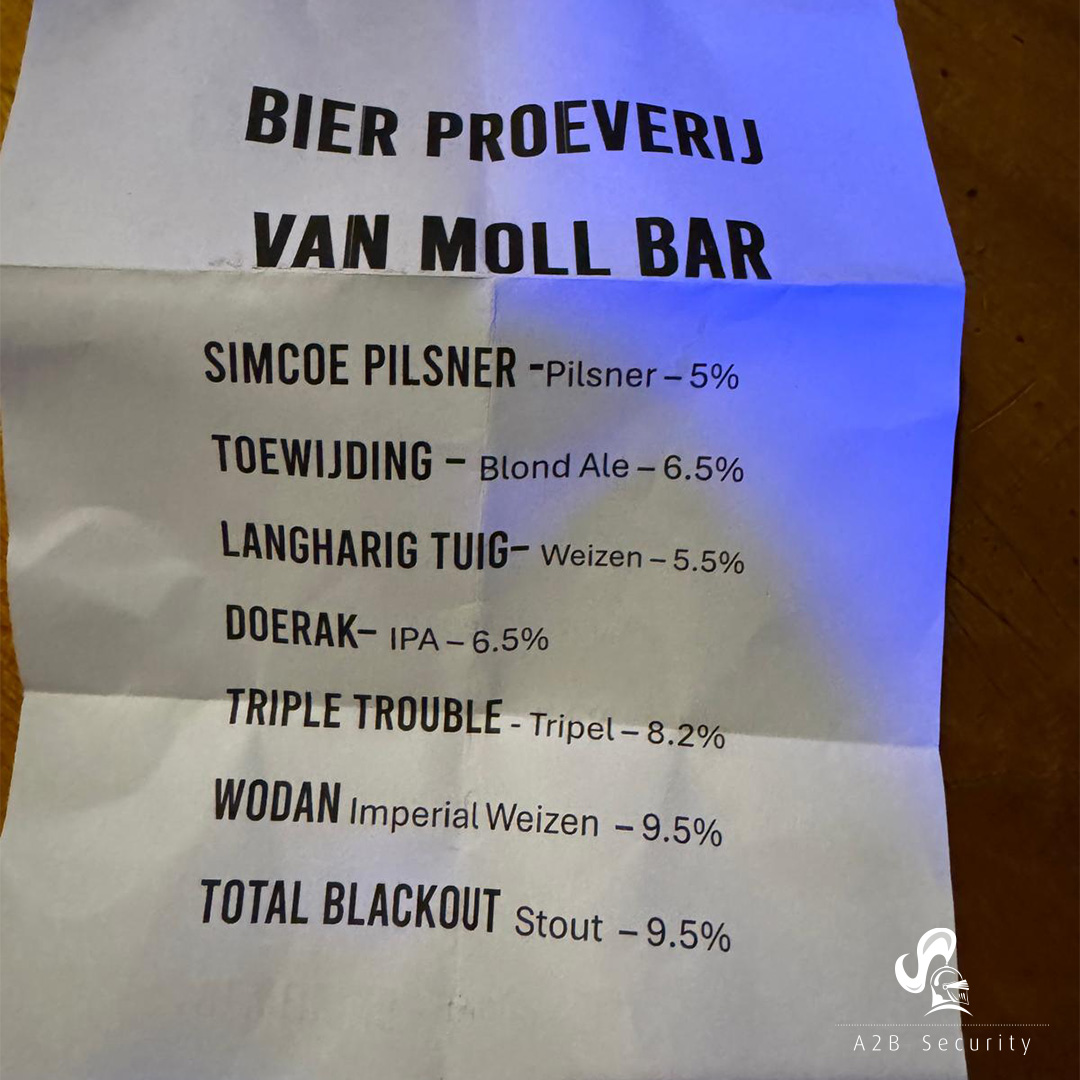 BIER PROEVERIJ
VAN MOLL BAR
SIMCOE PILSNER -Pilsner – 5%
TOEWIJDING – Blond Ale – 6.5%
LANGHARIG TUIG– Weizen – 5.5%
DOERAK– IPA – 6.5%
TRIPLE TROUBLE - Tripel – 8.2%
WODAN Imperial Weizen – 9.5%
TOTAL BLACKOUT Stout – 9.5%
A2B Security